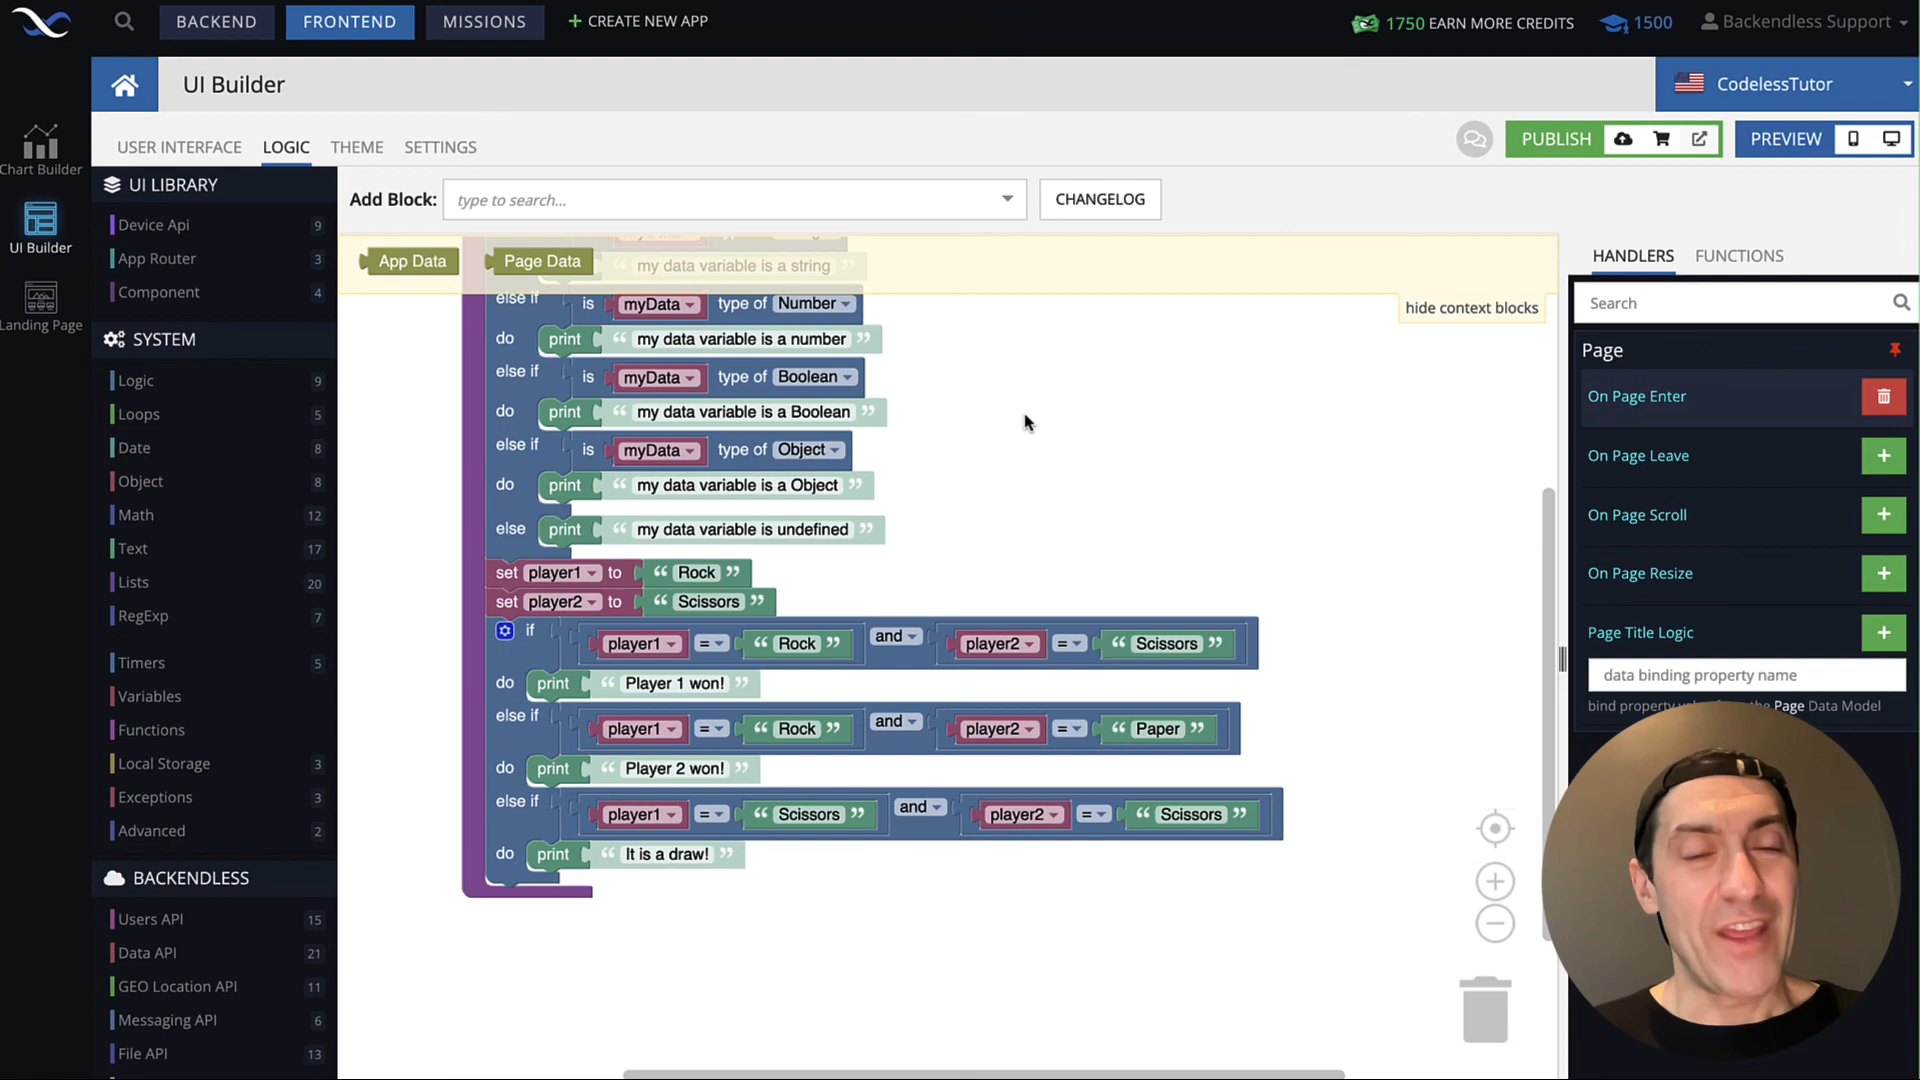 BACKEND
FRONTEND
MISSIONS
+ CREATE NEW APP
1750 EARN MORE CREDITS
1500
Backendless Support
UI Builder
CodelessTutor
USER INTERFACE
LOGIC
THEME
SETTINGS
PUBLISH
PREVIEW
Chart Builder
UI Builder
Landing Page
UI LIBRARY
Device Api 9
App Router 3
Component 4
SYSTEM
Logic 9
Loops 5
Date 8
Object 8
Math 12
Text 17
Lists 20
RegExp 7
Timers 5
Variables
Functions
Local Storage 3
Exceptions 3
Advanced 2
BACKENDLESS
Users API 15
Data API 21
GEO Location API 11
Messaging API 6
File API 13
Add Block: type to search...
CHANGELOG
App Data
Page Data
“ my data variable is a string ”
hide context blocks
else if is myData type of Number
do print “ my data variable is a number ”
else if is myData type of Boolean
do print “ my data variable is a Boolean ”
else if is myData type of Object
do print “ my data variable is a Object ”
else print “ my data variable is undefined ”
set player1 to “ Rock ”
set player2 to “ Scissors ”
if player1 = “ Rock ” and player2 = “ Scissors ”
do print “ Player 1 won! ”
else if player1 = “ Rock ” and player2 = “ Paper ”
do print “ Player 2 won! ”
else if player1 = “ Scissors ” and player2 = “ Scissors ”
do print “ It is a draw! ”
HANDLERS
FUNCTIONS
Search
Page
On Page Enter
On Page Leave
On Page Scroll
On Page Resize
Page Title Logic
data binding property name
bind property
Page Data Model